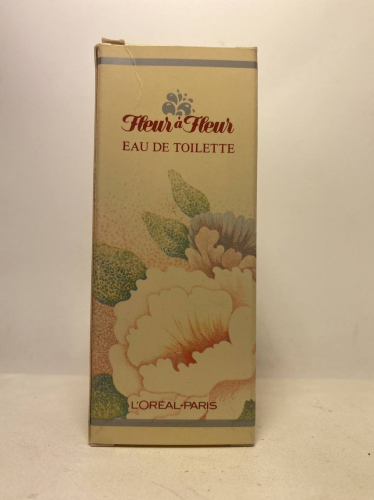 Fleur à Fleur
EAU DE TOILETTE
L'ORÉAL-PARIS